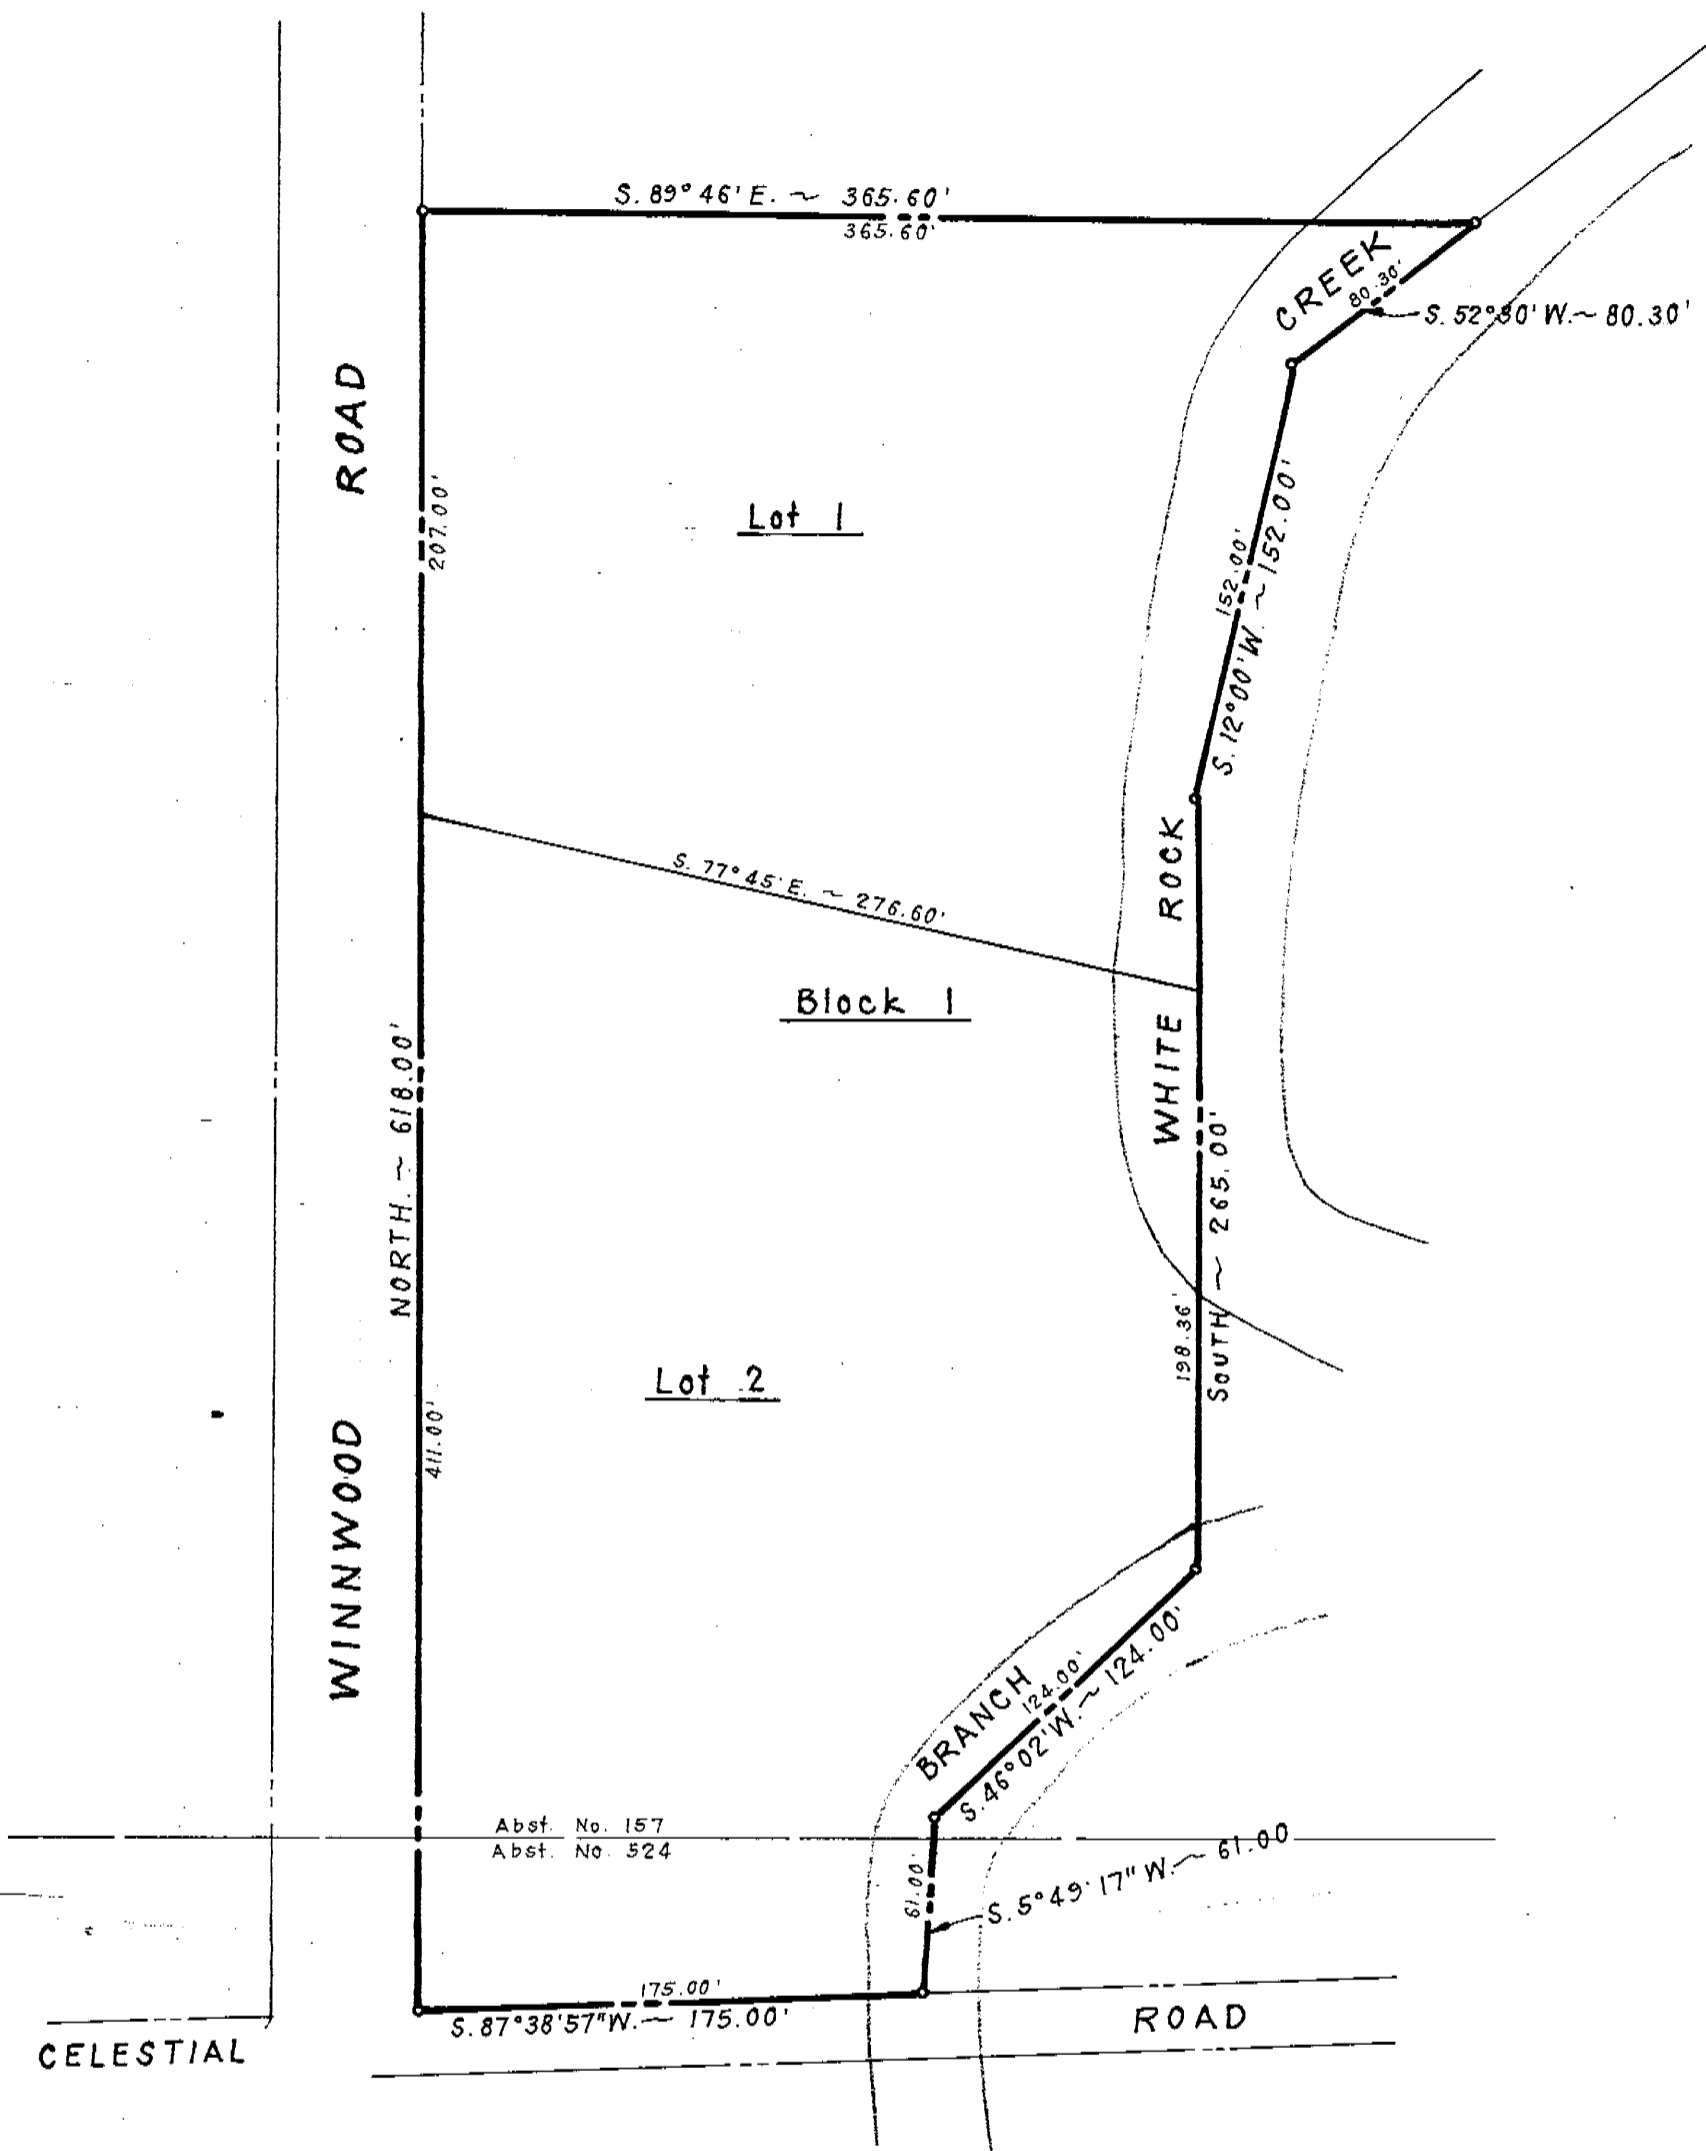 S. 89° 46' E. ~ 365.60'
365.60'
CREEK
80.30'
S. 52°30' W.~ 80.30'
ROAD
207.00'
Lot 1
152.00'
S. 12°00' W. ~ 152.00'
S. 77° 45' E. ~ 276.60'
WHITE ROCK
Block 1
NORTH. ~ 618.00'
SOUTH ~ 265.00'
198.36'
Lot 2
411.00'
WINNWOOD
BRANCH
124.00'
S. 46° 02' W. ~ 124.00'
Abst. No. 157
Abst. No. 524
61.00'
S. 5° 49' 17" W. ~ 61.00
175.00'
S. 87° 38' 57" W. ~ 175.00'
ROAD
CELESTIAL